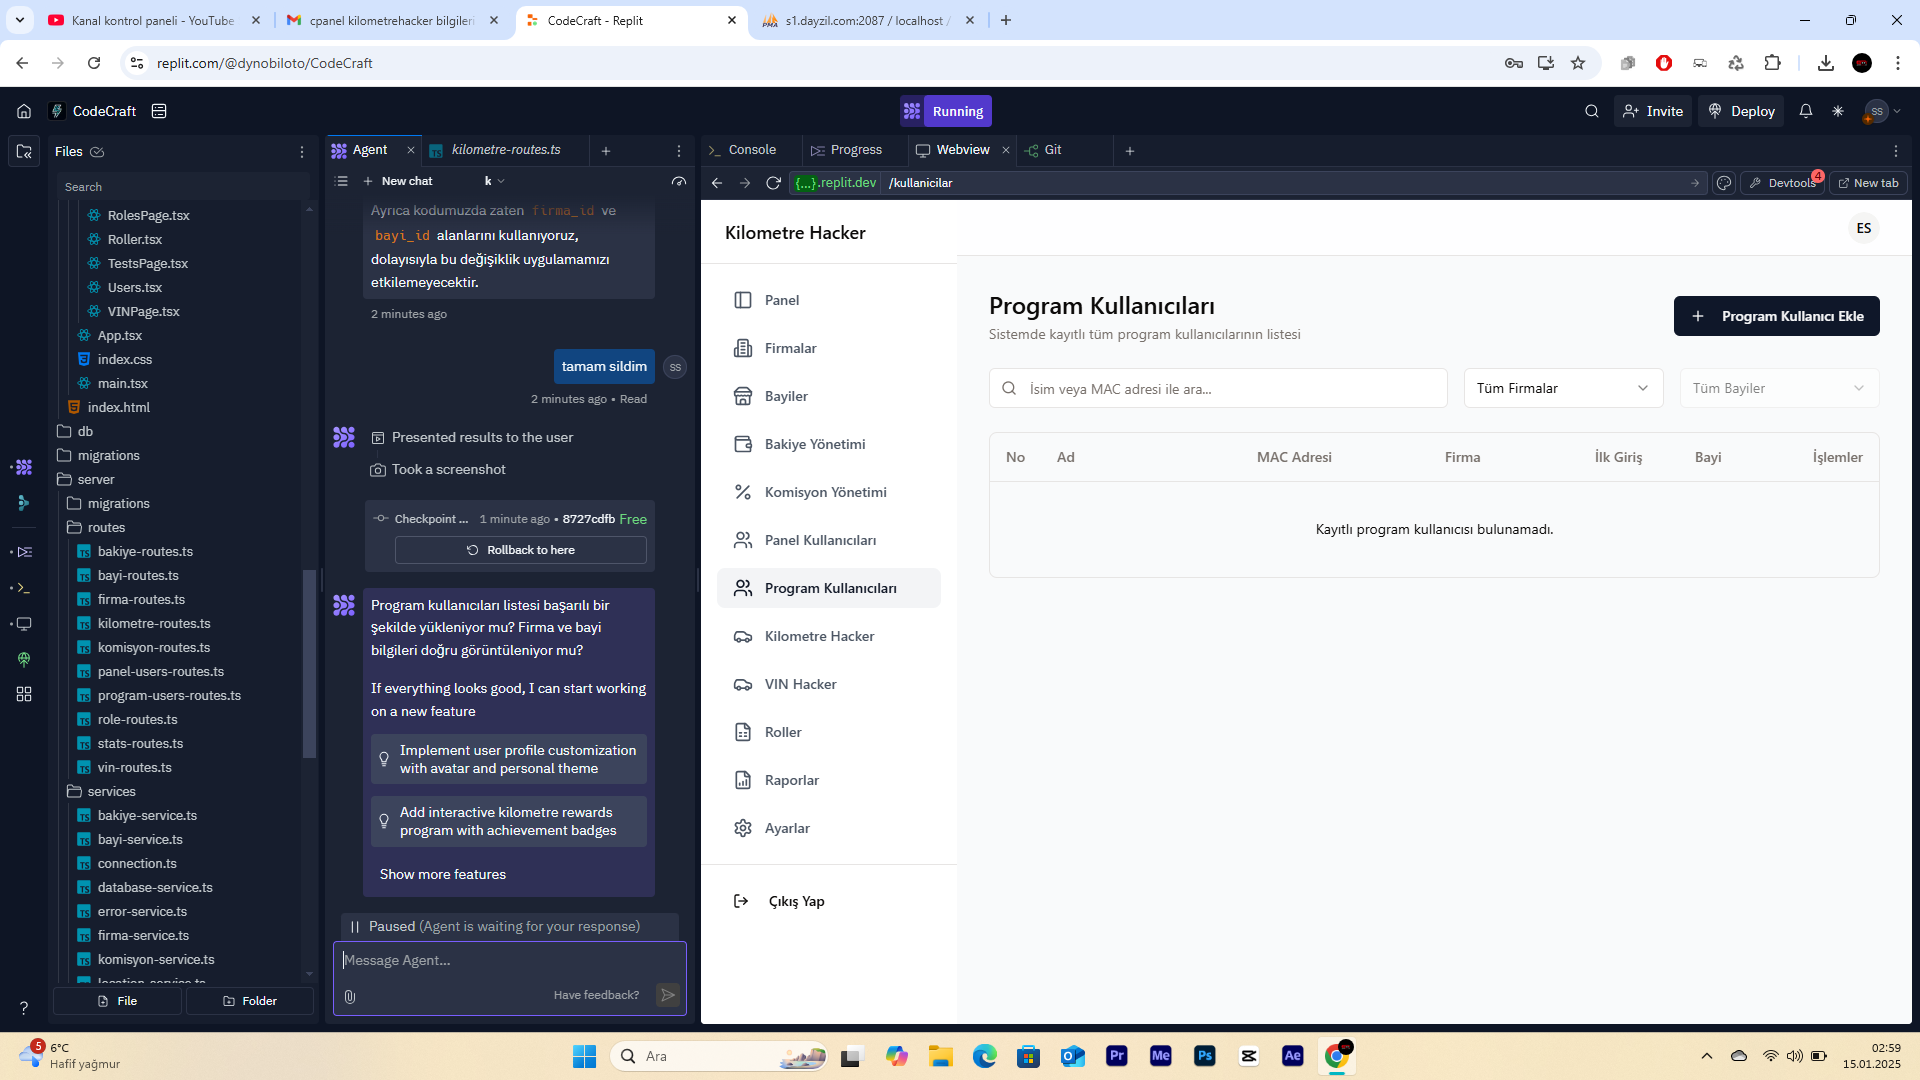 Kanal kontrol paneli - YouTube
cpanel kilometrehacker bilgileri
CodeCraft - Replit
s1.dayzil.com:2087 / localhost /
replit.com/@dynobiloto/CodeCraft
CodeCraft
Running
Invite
Deploy
SS
Files
Search
RolesPage.tsx
Roller.tsx
TestsPage.tsx
Users.tsx
VINPage.tsx
App.tsx
index.css
main.tsx
index.html
db
migrations
server
migrations
routes
bakiye-routes.ts
bayi-routes.ts
firma-routes.ts
kilometre-routes.ts
komisyon-routes.ts
panel-users-routes.ts
program-users-routes.ts
role-routes.ts
stats-routes.ts
vin-routes.ts
services
bakiye-service.ts
bayi-service.ts
connection.ts
database-service.ts
error-service.ts
firma-service.ts
komisyon-service.ts
location-service.ts
File
Folder
Agent
kilometre-routes.ts
New chat
k
Ayrıca kodumuzda zaten firma_id ve
bayi_id alanlarını kullanıyoruz,
dolayısıyla bu değişiklik uygulamamızı
etkilemeyecektir.
2 minutes ago
tamam sildim
SS
2 minutes ago • Read
Presented results to the user
Took a screenshot
Checkpoint ... 1 minute ago • 8727cdfb Free
Rollback to here
Program kullanıcıları listesi başarılı bir
şekilde yükleniyor mu? Firma ve bayi
bilgileri doğru görüntüleniyor mu?
If everything looks good, I can start working
on a new feature
Implement user profile customization
with avatar and personal theme
Add interactive kilometre rewards
program with achievement badges
Show more features
Paused (Agent is waiting for your response)
Message Agent...
Have feedback?
Console
Progress
Webview
Git
{...}.replit.dev
/kullanicilar
Devtools
4
New tab
Kilometre Hacker
ES
Panel
Firmalar
Bayiler
Bakiye Yönetimi
Komisyon Yönetimi
Panel Kullanıcıları
Program Kullanıcıları
Kilometre Hacker
VIN Hacker
Roller
Raporlar
Ayarlar
Çıkış Yap
Program Kullanıcıları
Sistemde kayıtlı tüm program kullanıcılarının listesi
Program Kullanıcı Ekle
İsim veya MAC adresi ile ara...
Tüm Firmalar
Tüm Bayiler
No Ad MAC Adresi Firma İlk Giriş Bayi İşlemler
Kayıtlı program kullanıcısı bulunamadı.
5
6°C
Hafif yağmur
Ara
Pr
Me
Ps
Ae
02:59
15.01.2025